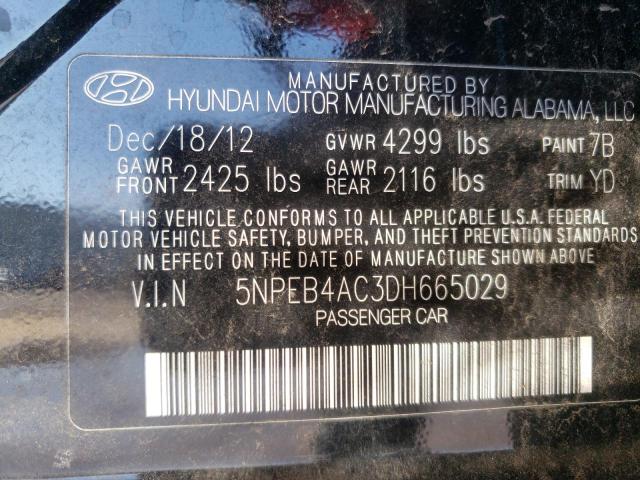 MANUFACTURED BY
HYUNDAI MOTOR MANUFACTURING ALABAMA, LLC
Dec/18/12 GVWR 4299 lbs PAINT 7B
GAWR FRONT 2425 lbs GAWR REAR 2116 lbs TRIM YD
THIS VEHICLE CONFORMS TO ALL APPLICABLE U.S.A. FEDERAL
MOTOR VEHICLE SAFETY, BUMPER, AND THEFT PREVENTION STANDARDS
IN EFFECT ON THE DATE OF MANUFACTURE SHOWN ABOVE.
V.I.N 5NPEB4AC3DH665029
PASSENGER CAR